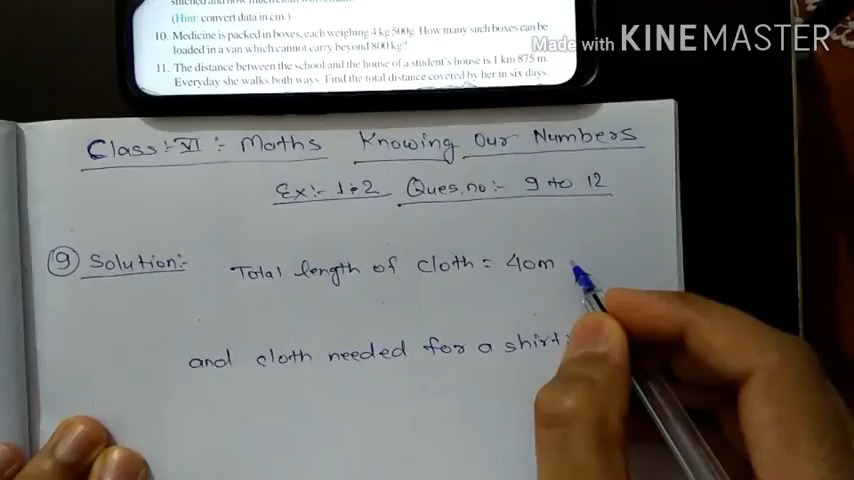 (Hint: convert data in cm.)
10. Medicine is packed in boxes, each weighing 4 kg 500g. How many such boxes can be
loaded in a van which cannot carry beyond 800 kg?
11. The distance between the school and the house of a student's house is 1 km 875 m.
Everyday she walks both ways. Find the total distance covered by her in six days.
Made with KINEMASTER
Class:- VI :- Maths Knowing Our Numbers
Ex:- 1.2 Ques.no:- 9 to 12
9 Solution:- Total length of cloth = 40m
and cloth needed for a shirt